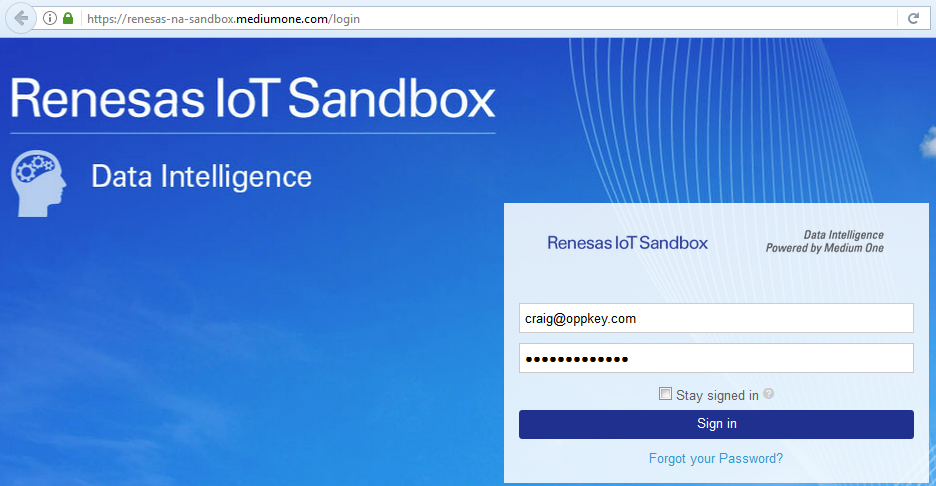 https://renesas-na-sandbox.mediumone.com/login
Renesas IoT Sandbox
Data Intelligence
Renesas IoT Sandbox
Data Intelligence
Powered by Medium One
craig@oppkey.com
•••••••••••••
Stay signed in ?
Sign in
Forgot your Password?